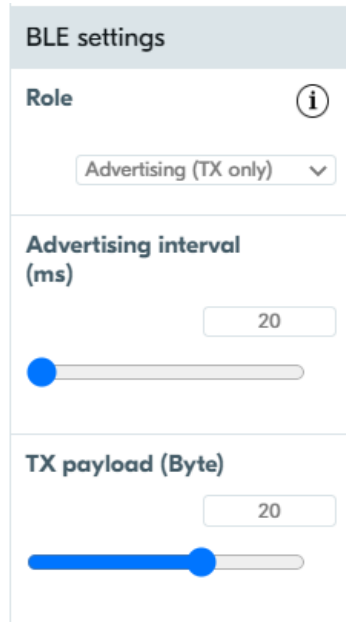 BLE settings
Role
i
Advertising (TX only)
Advertising interval
(ms)
20
TX payload (Byte)
20